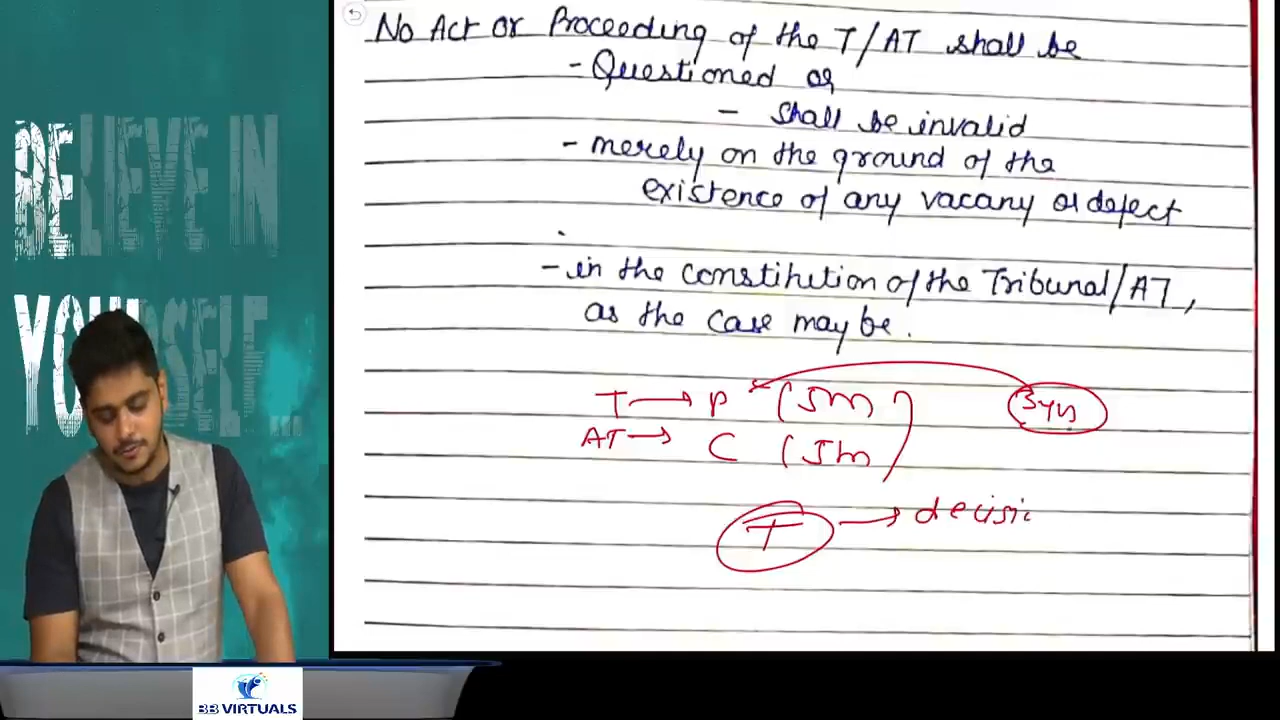 No Act or Proceeding of the T/AT shall be
- Questioned or
- shall be invalid
- merely on the ground of the
existence of any vacany or defect
- in the constitution of the Tribunal/AT,
as the case may be.
T → P (Jm)
3yrs
AT → C (Jm)
T → decisi
BELIEVE IN
YOURSELF...
BB VIRTUALS